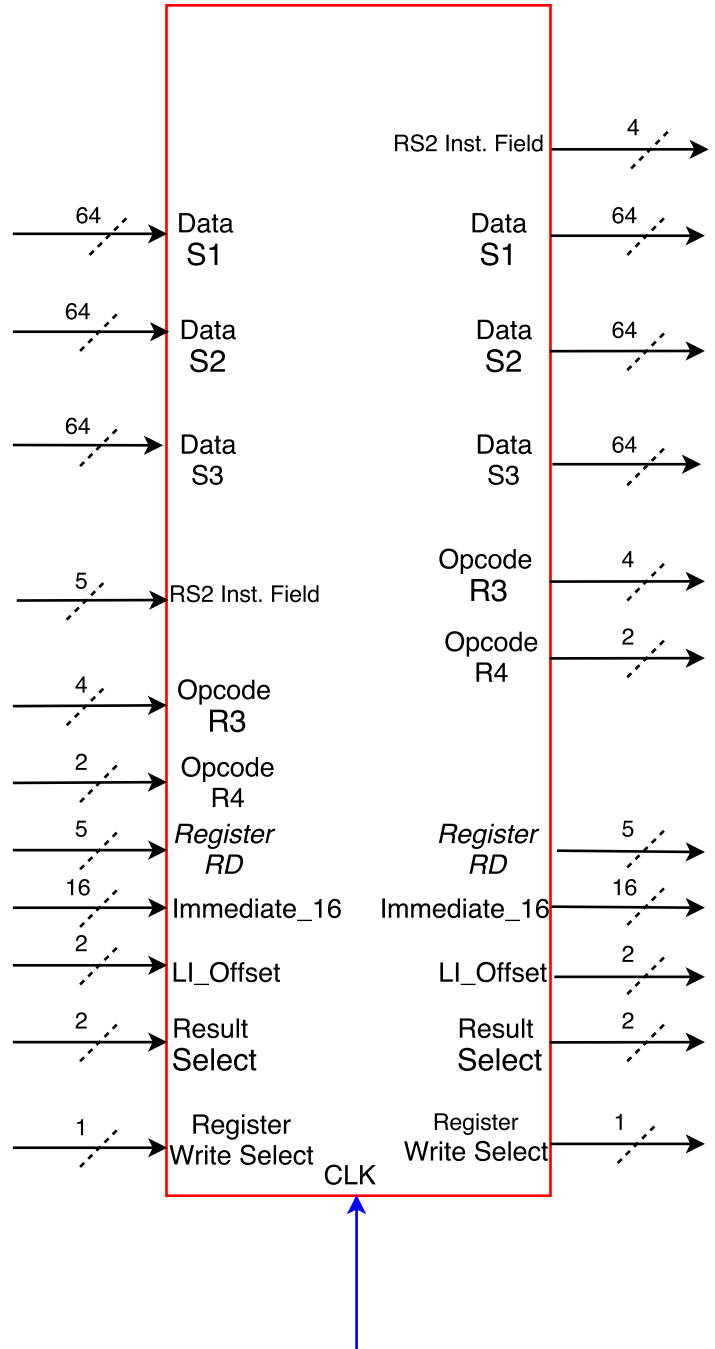 4
RS2 Inst. Field
64
Data
S1
Data
S1
64
64
Data
S2
Data
S2
64
64
Data
S3
Data
S3
64
5
RS2 Inst. Field
Opcode
R3
4
Opcode
R4
2
4
Opcode
R3
2
Opcode
R4
5
Register
RD
Register
RD
5
16
Immediate_16
Immediate_16
16
2
LI_Offset
LI_Offset
2
2
Result
Select
Result
Select
2
1
Register
Write Select
Register
Write Select
1
CLK